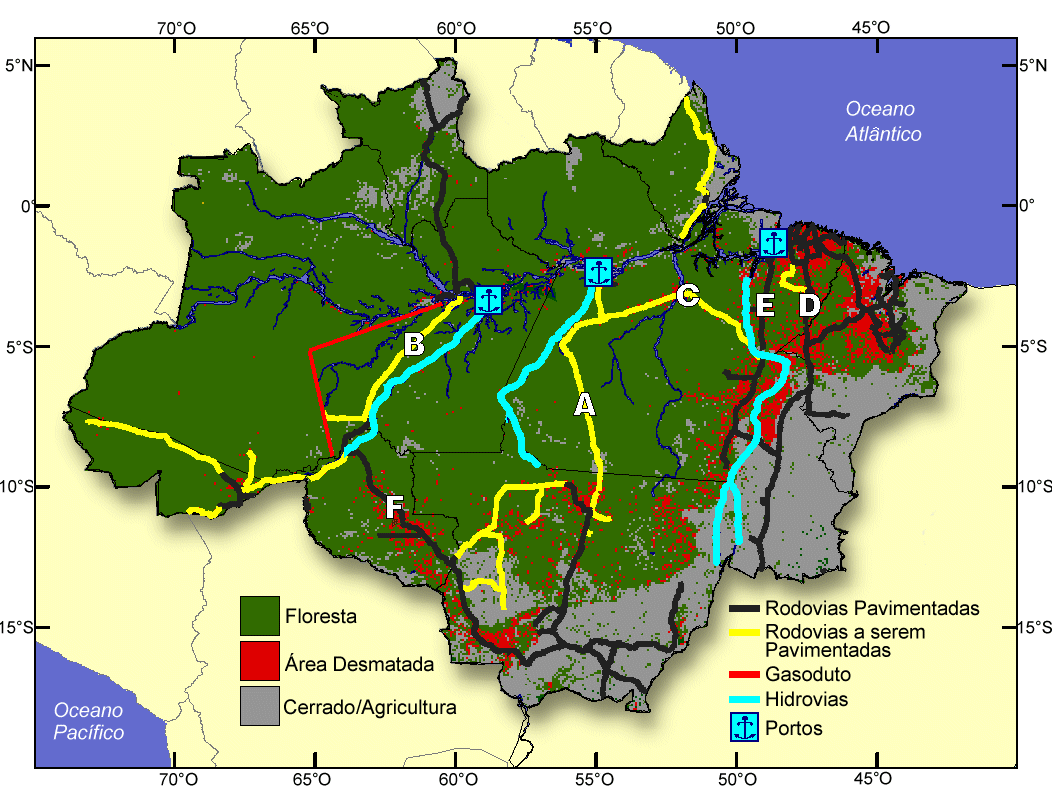 70°O 65°O 60°O 55°O 50°O 45°O
5°N 5°N
Oceano
Atlântico
0° 0°
C
E D
B
5°S 5°S
A
10°S 10°S
F
Floresta
Área Desmatada
Cerrado/Agricultura
Rodovias Pavimentadas
Rodovias a serem
Pavimentadas
Gasoduto
Hidrovias
Portos
15°S 15°S
Oceano
Pacífico
70°O 65°O 60°O 55°O 50°O 45°O